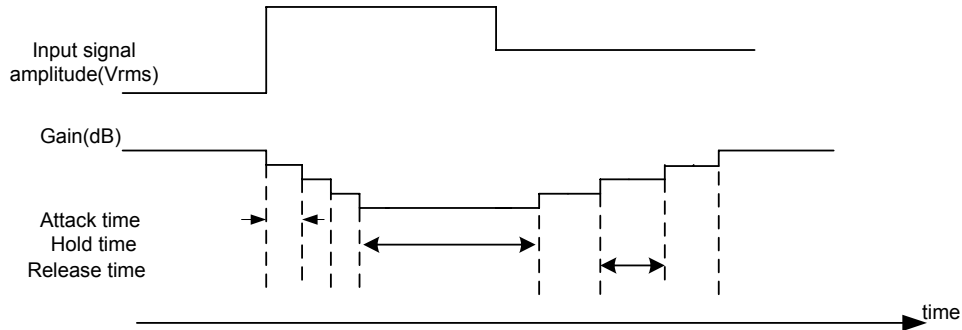 Input signal
amplitude(Vrms)
Gain(dB)
Attack time
Hold time
Release time
time